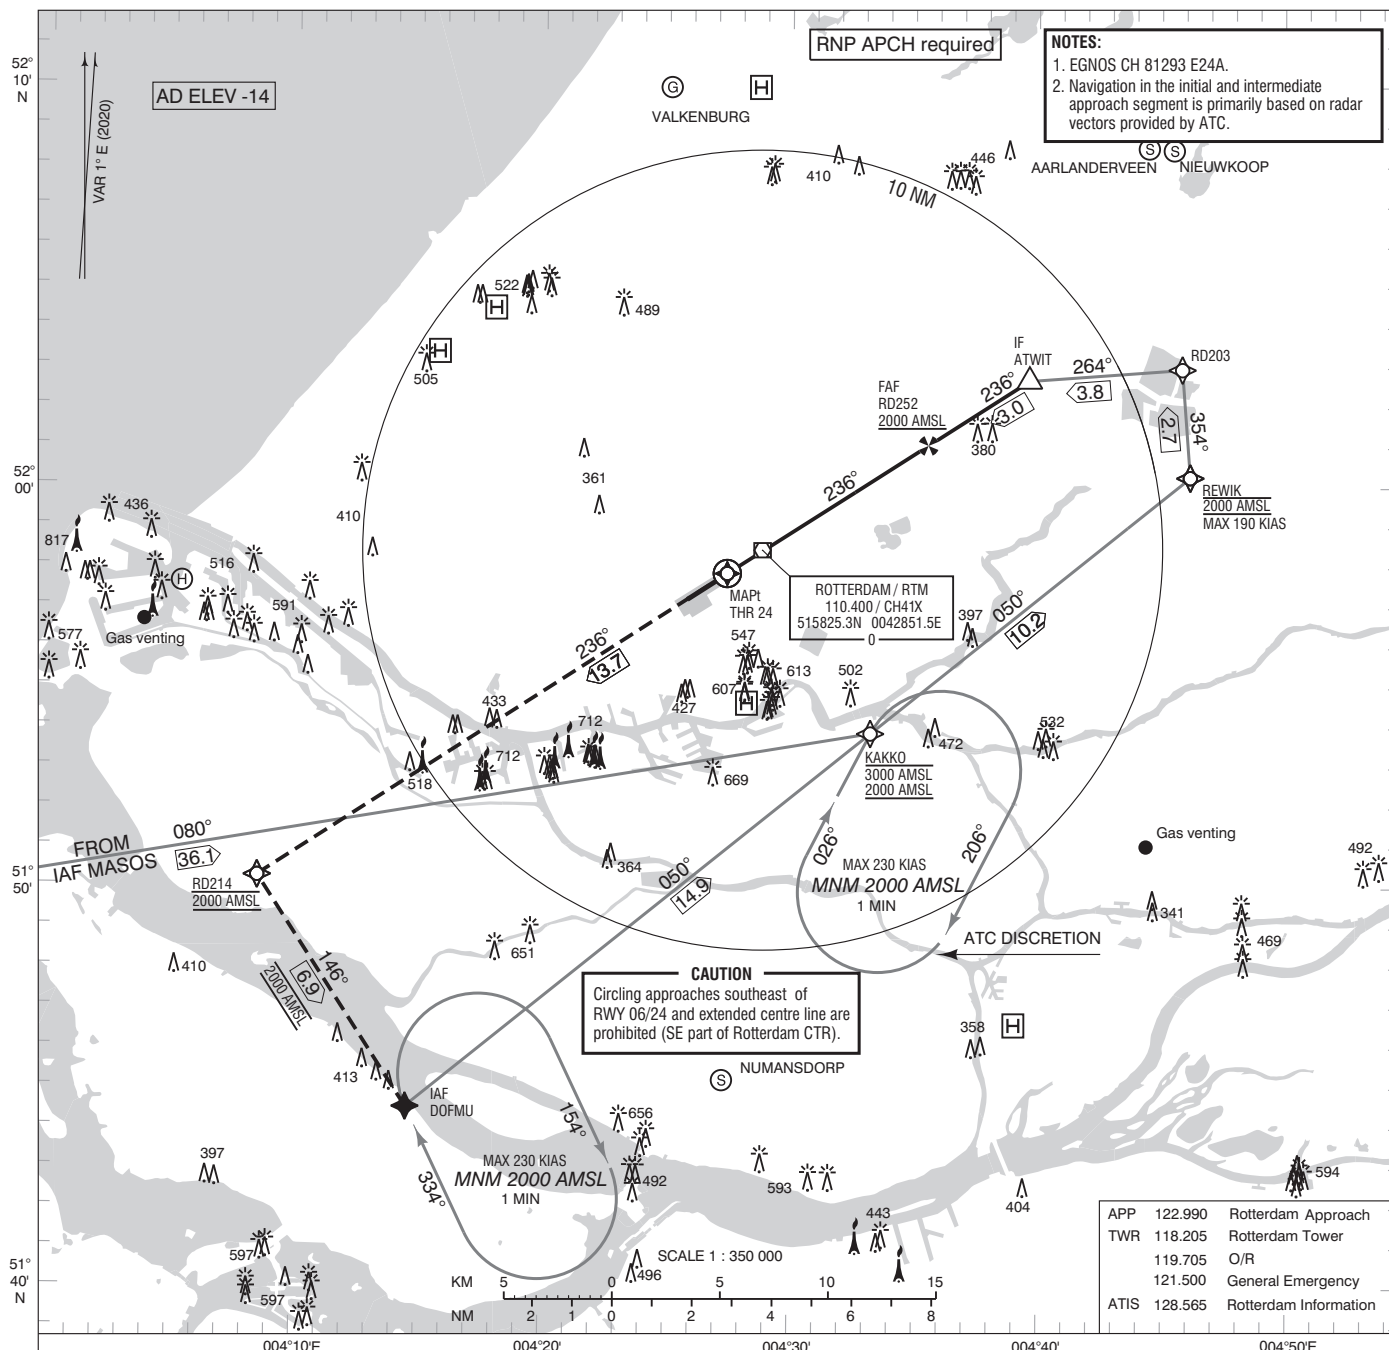 52°
10'
N
VAR 1° E (2020)
AD ELEV -14
RNP APCH required
NOTES:
1. EGNOS CH 81293 E24A.
2. Navigation in the initial and intermediate
approach segment is primarily based on radar
vectors provided by ATC.
G
H
VALKENBURG
S
S
AARLANDERVEEN
NIEUWKOOP
446
410
10 NM
522
H
489
H
505
IF
ATWIT
264°
3.8
RD203
FAF
RD252
2000 AMSL
236°
3.0
380
354°
2.7
361
236°
52°
00'
REWIK
2000 AMSL
MAX 190 KIAS
436
410
817
516
H
591
577
Gas venting
MAPt
THR 24
ROTTERDAM / RTM
110.400 / CH41X
515825.3N 0042851.5E
0
397
050°
10.2
236°
13.7
547
613
607
H
502
427
433
712
712
518
669
KAKKO
3000 AMSL
2000 AMSL
472
532
080°
36.1
FROM
IAF MASOS
51°
50'
RD214
2000 AMSL
364
050°
14.9
026°
206°
MAX 230 KIAS
MNM 2000 AMSL
1 MIN
Gas venting
492
341
469
ATC DISCRETION
651
410
146°
6.9
2000 AMSL
CAUTION
Circling approaches southeast of
RWY 06/24 and extended centre line are
prohibited (SE part of Rotterdam CTR).
358
H
413
NUMANSDORP
S
IAF
DOFMU
154°
656
MAX 230 KIAS
MNM 2000 AMSL
1 MIN
334°
492
593
397
404
594
443
597
597
496
51°
40'
N
SCALE 1 : 350 000
KM
5
0
5
10
15
NM
2
0
2
4
6
8
APP 122.990 Rotterdam Approach
TWR 118.205 Rotterdam Tower
119.705 O/R
121.500 General Emergency
ATIS 128.565 Rotterdam Information
004°10'E
004°20'
004°30'
004°40'
004°50'E